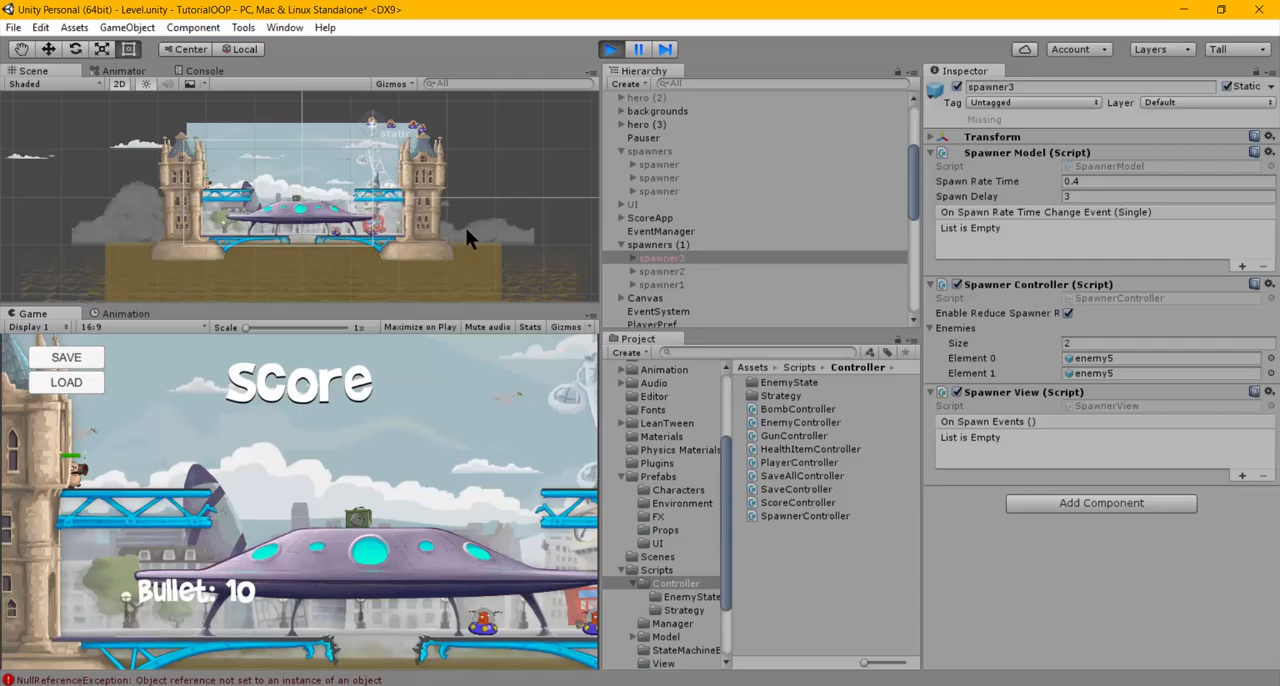 Unity Personal (64bit) - Level.unity - TutorialOOP - PC, Mac & Linux Standalone* <DX9>
File Edit Assets GameObject Component Tools Window Help
Center Local Account Layers Tall
Scene Animator Console
Shaded 2D Gizmos All
Static
Game Animation
Display 1 16:9 Scale 1x Maximize on Play Mute audio Stats Gizmos
SAVE
LOAD
score
Bullet: 10
Hierarchy
Create All
hero (2)
backgrounds
hero (3)
Pauser
spawners
spawner
spawner
spawner
UI
ScoreApp
EventManager
spawners (1)
spawner3
spawner2
spawner1
Canvas
EventSystem
PlayerPref
Project
Create
Animation
Audio
Editor
Fonts
LeanTween
Materials
Physics Materials
Plugins
Prefabs
Characters
Environment
FX
Props
UI
Scenes
Scripts
Controller
EnemyState
Strategy
Manager
Model
StateMachineB
View
Assets Scripts Controller
EnemyState
Strategy
BombController
EnemyController
GunController
HealthItemController
PlayerController
SaveAllController
SaveController
ScoreController
SpawnerController
Inspector
spawner3 Static
Tag Untagged Layer Default
Missing
Transform
Spawner Model (Script)
Script SpawnerModel
Spawn Rate Time 0.4
Spawn Delay 3
On Spawn Rate Time Change Event (Single)
List is Empty
Spawner Controller (Script)
Script SpawnerController
Enable Reduce Spawner R
Enemies
Size 2
Element 0 enemy5
Element 1 enemy5
Spawner View (Script)
Script SpawnerView
On Spawn Events ()
List is Empty
Add Component
NullReferenceException: Object reference not set to an instance of an object